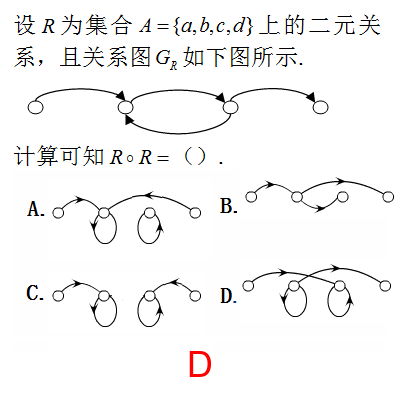 设 R 为集合 A={a,b,c,d} 上的二元关
系，且关系图 G_R 如下图所示.
计算可知 R∘R =（）.
A.
B.
C.
D.
D